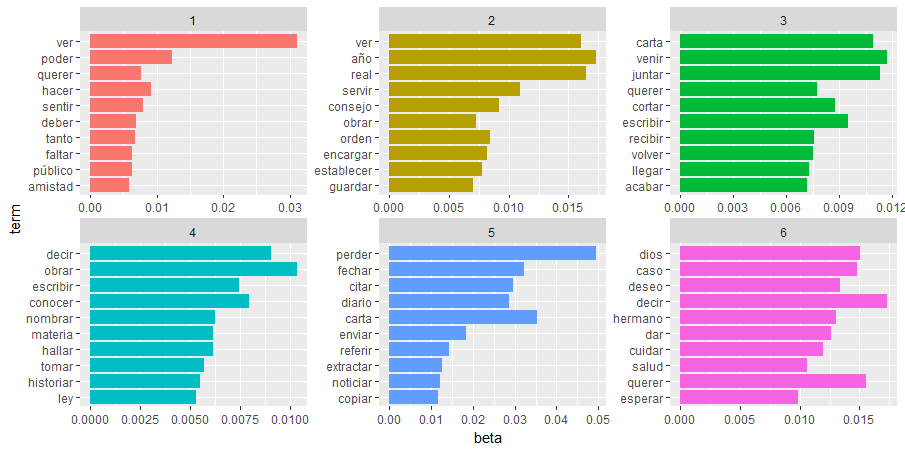 1
ver
poder
querer
hacer
sentir
deber
tanto
faltar
público
amistad
0.00 0.01 0.02 0.03
2
ver
año
real
servir
consejo
obrar
orden
encargar
establecer
guardar
0.000 0.005 0.010 0.015
3
carta
venir
juntar
querer
cortar
escribir
recibir
volver
llegar
acabar
0.000 0.003 0.006 0.009 0.012
term
4
decir
obrar
escribir
conocer
nombrar
materia
hallar
tomar
historiar
ley
0.0000 0.0025 0.0050 0.0075 0.0100
5
perder
fechar
citar
diario
carta
enviar
referir
extractar
noticiar
copiar
0.00 0.01 0.02 0.03 0.04 0.05
6
dios
caso
deseo
decir
hermano
dar
cuidar
salud
querer
esperar
0.000 0.005 0.010 0.015
beta